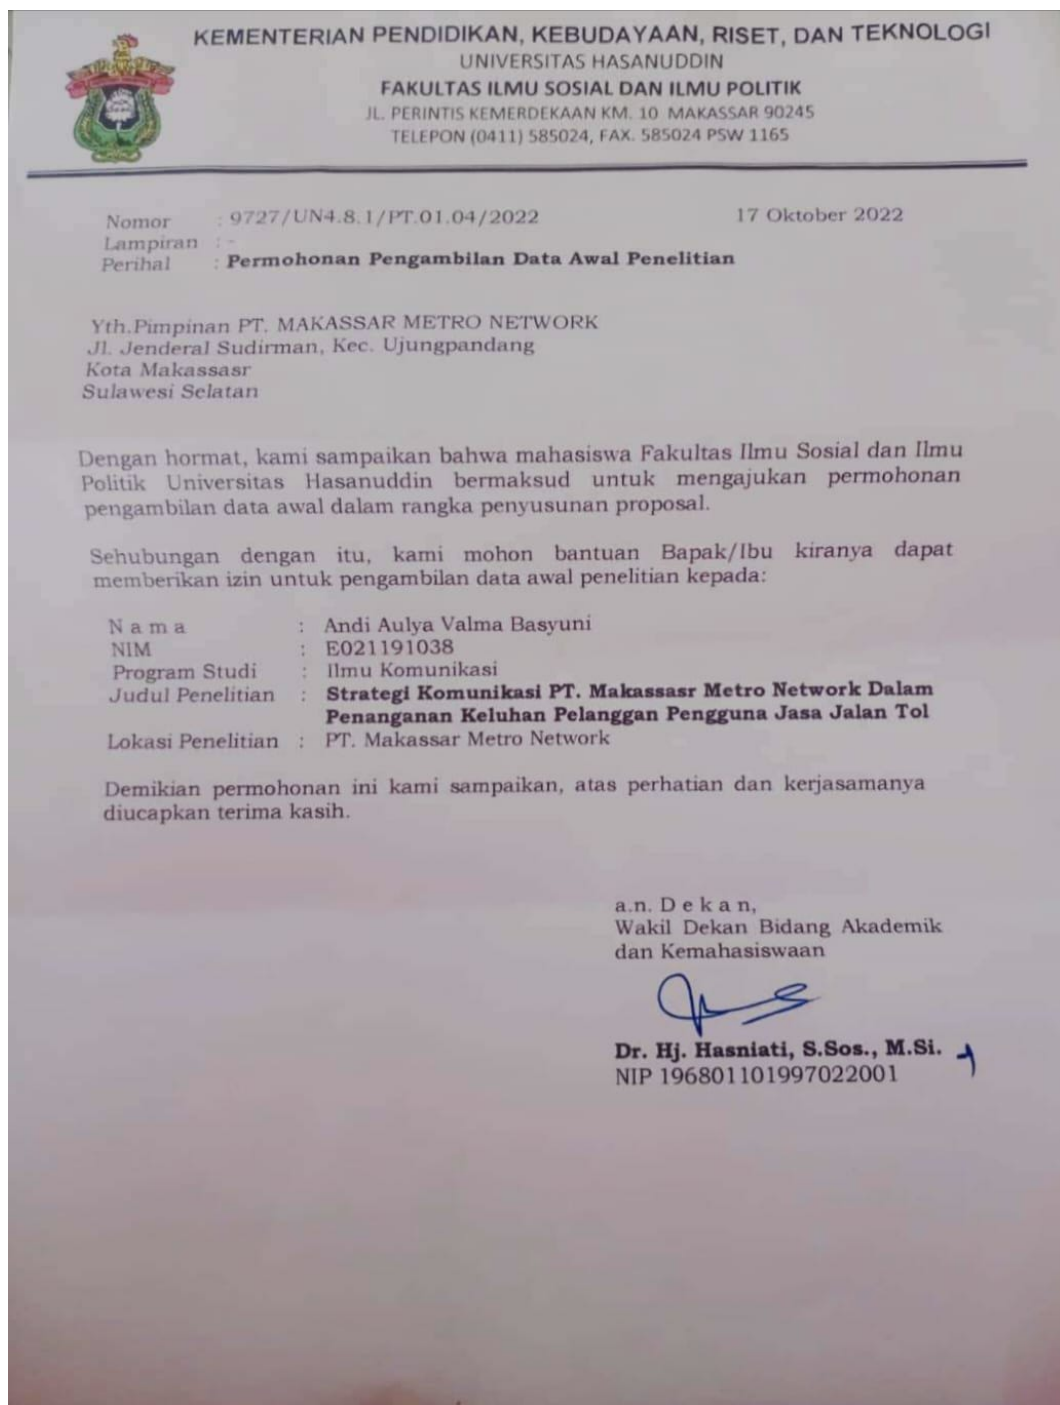 KEMENTERIAN PENDIDIKAN, KEBUDAYAAN, RISET, DAN TEKNOLOGI
UNIVERSITAS HASANUDDIN
FAKULTAS ILMU SOSIAL DAN ILMU POLITIK
JL. PERINTIS KEMERDEKAAN KM. 10 MAKASSAR 90245
TELEPON (0411) 585024, FAX. 585024 PSW 1165
Nomor : 9727/UN4.8.1/PT.01.04/2022 17 Oktober 2022
Lampiran : -
Perihal : Permohonan Pengambilan Data Awal Penelitian
Yth.Pimpinan PT. MAKASSAR METRO NETWORK
Jl. Jenderal Sudirman, Kec. Ujungpandang
Kota Makassasr
Sulawesi Selatan
Dengan hormat, kami sampaikan bahwa mahasiswa Fakultas Ilmu Sosial dan Ilmu
Politik Universitas Hasanuddin bermaksud untuk mengajukan permohonan
pengambilan data awal dalam rangka penyusunan proposal.
Sehubungan dengan itu, kami mohon bantuan Bapak/Ibu kiranya dapat
memberikan izin untuk pengambilan data awal penelitian kepada:
N a m a : Andi Aulya Valma Basyuni
NIM : E021191038
Program Studi : Ilmu Komunikasi
Judul Penelitian : Strategi Komunikasi PT. Makassasr Metro Network Dalam
Penanganan Keluhan Pelanggan Pengguna Jasa Jalan Tol
Lokasi Penelitian : PT. Makassar Metro Network
Demikian permohonan ini kami sampaikan, atas perhatian dan kerjasamanya
diucapkan terima kasih.
a.n. D e k a n,
Wakil Dekan Bidang Akademik
dan Kemahasiswaan
Dr. Hj. Hasniati, S.Sos., M.Si.
NIP 196801101997022001